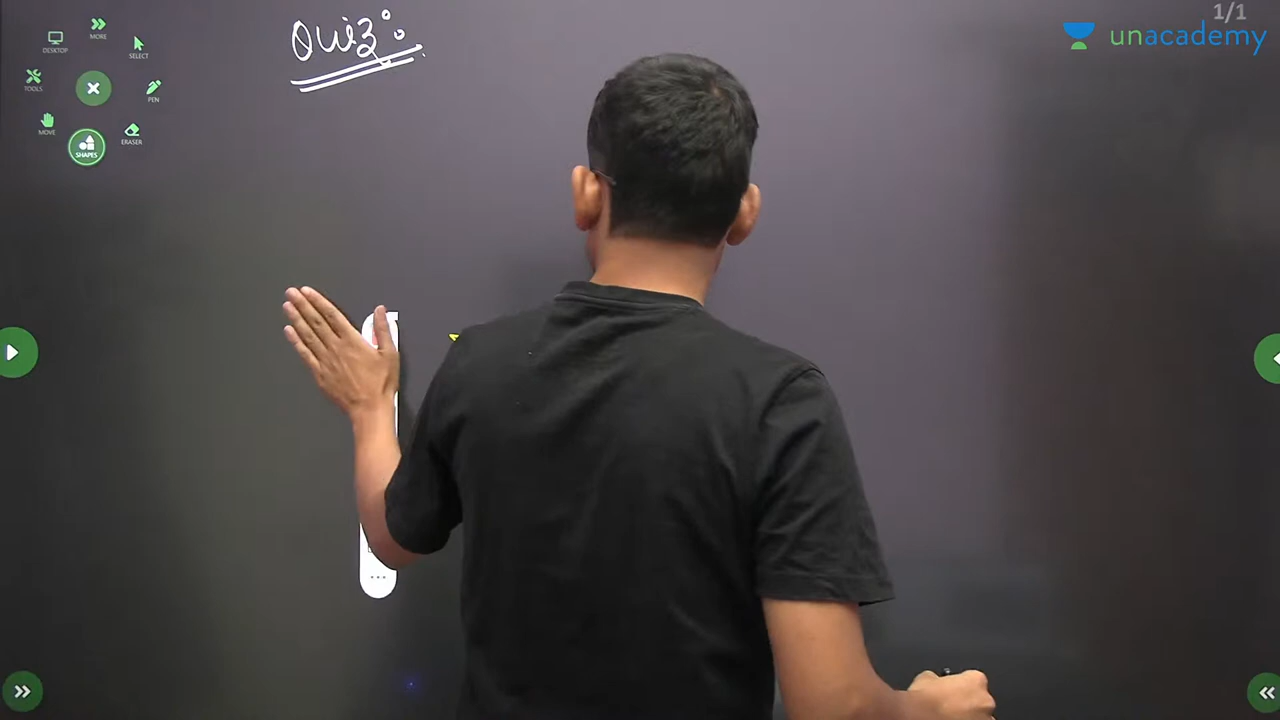 1/1
MORE
DESKTOP
SELECT
unacademy
Quiz:
TOOLS
PEN
MOVE
ERASER
SHAPES